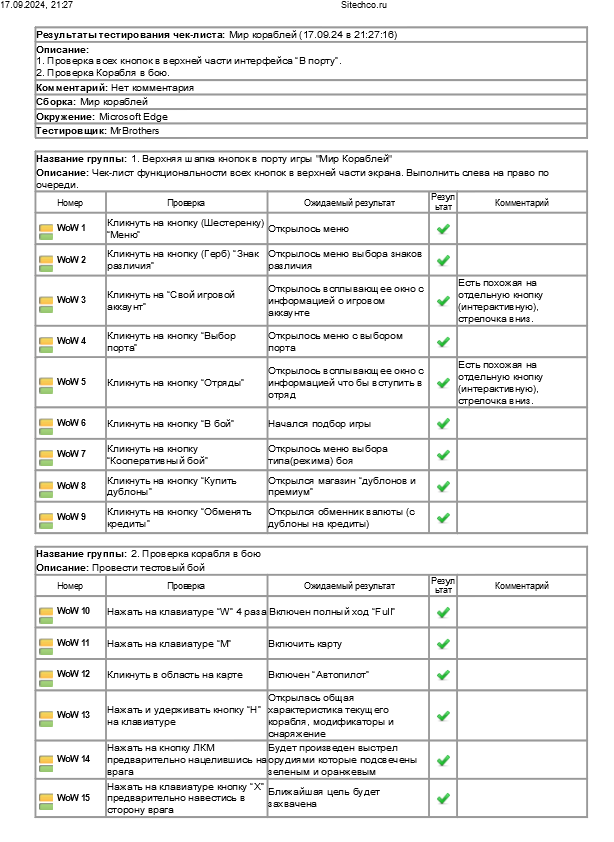 17.09.2024, 21:27
Sitechco.ru
Результаты тестирования чек-листа: Мир кораблей (17.09.24 в 21:27:16)
Описание:
1. Проверка всех кнопок в верхней части интерфейса "В порту".
2. Проверка Корабля в бою.
Комментарий: Нет комментария
Сборка: Мир кораблей
Окружение: Microsoft Edge
Тестировщик: MrBrothers
Название группы: 1. Верхняя шапка кнопок в порту игры "Мир Кораблей"
Описание: Чек-лист функциональности всех кнопок в верхней части экрана. Выполнить слева на право по
очереди.
Номер
Проверка
Ожидаемый результат
Резул
ьтат
Комментарий
WoW 1
Кликнуть на кнопку (Шестеренку)
"Меню"
Открылось меню
WoW 2
Кликнуть на кнопку (Герб) "Знак
различия"
Открылось меню выбора знаков
различия
WoW 3
Кликнуть на "Свой игровой
аккаунт"
Открылось всплывающее окно с
информацией о игровом
аккаунте
Есть похожая на
отдельную кнопку
(интерактивную),
стрелочка вниз.
WoW 4
Кликнуть на кнопку "Выбор
порта"
Открылось меню с выбором
порта
WoW 5
Кликнуть на кнопку "Отряды"
Открылось всплывающее окно с
информацией что бы вступить в
отряд
Есть похожая на
отдельную кнопку
(интерактивную),
стрелочка вниз.
WoW 6
Кликнуть на кнопку "В бой"
Начался подбор игры
WoW 7
Кликнуть на кнопку
"Кооперативный бой"
Открылось меню выбора
типа(режима) боя
WoW 8
Кликнуть на кнопку "Купить
дублоны"
Открылся магазин "дублонов и
премиум"
WoW 9
Кликнуть на кнопку "Обменять
кредиты"
Открылся обменник валюты (с
дублоны на кредиты)
Название группы: 2. Проверка корабля в бою
Описание: Провести тестовый бой
Номер
Проверка
Ожидаемый результат
Резул
ьтат
Комментарий
WoW 10
Нажать на клавиатуре "W" 4 раза
Включен полный ход "Full"
WoW 11
Нажать на клавиатуре "M"
Включить карту
WoW 12
Кликнуть в область на карте
Включен "Автопилот"
WoW 13
Нажать и удерживать кнопку "H"
на клавиатуре
Открылась общая
характеристика текущего
корабля, модификаторы и
снаряжение
WoW 14
Нажать на кнопку ЛКМ
предварительно нацелившись на
врага
Будет произведен выстрел
орудиями которые подсвечены
зеленым и оранжевым
WoW 15
Нажать на клавиатуре кнопку "X"
предварительно навестись в
сторону врага
Ближайшая цель будет
захвачена